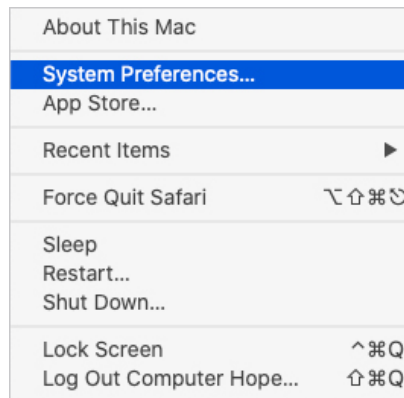 About This Mac
System Preferences...
App Store...
Recent Items ▶
Force Quit Safari ⌥⇧⌘⎋
Sleep
Restart...
Shut Down...
Lock Screen ^⌘Q
Log Out Computer Hope... ⇧⌘Q